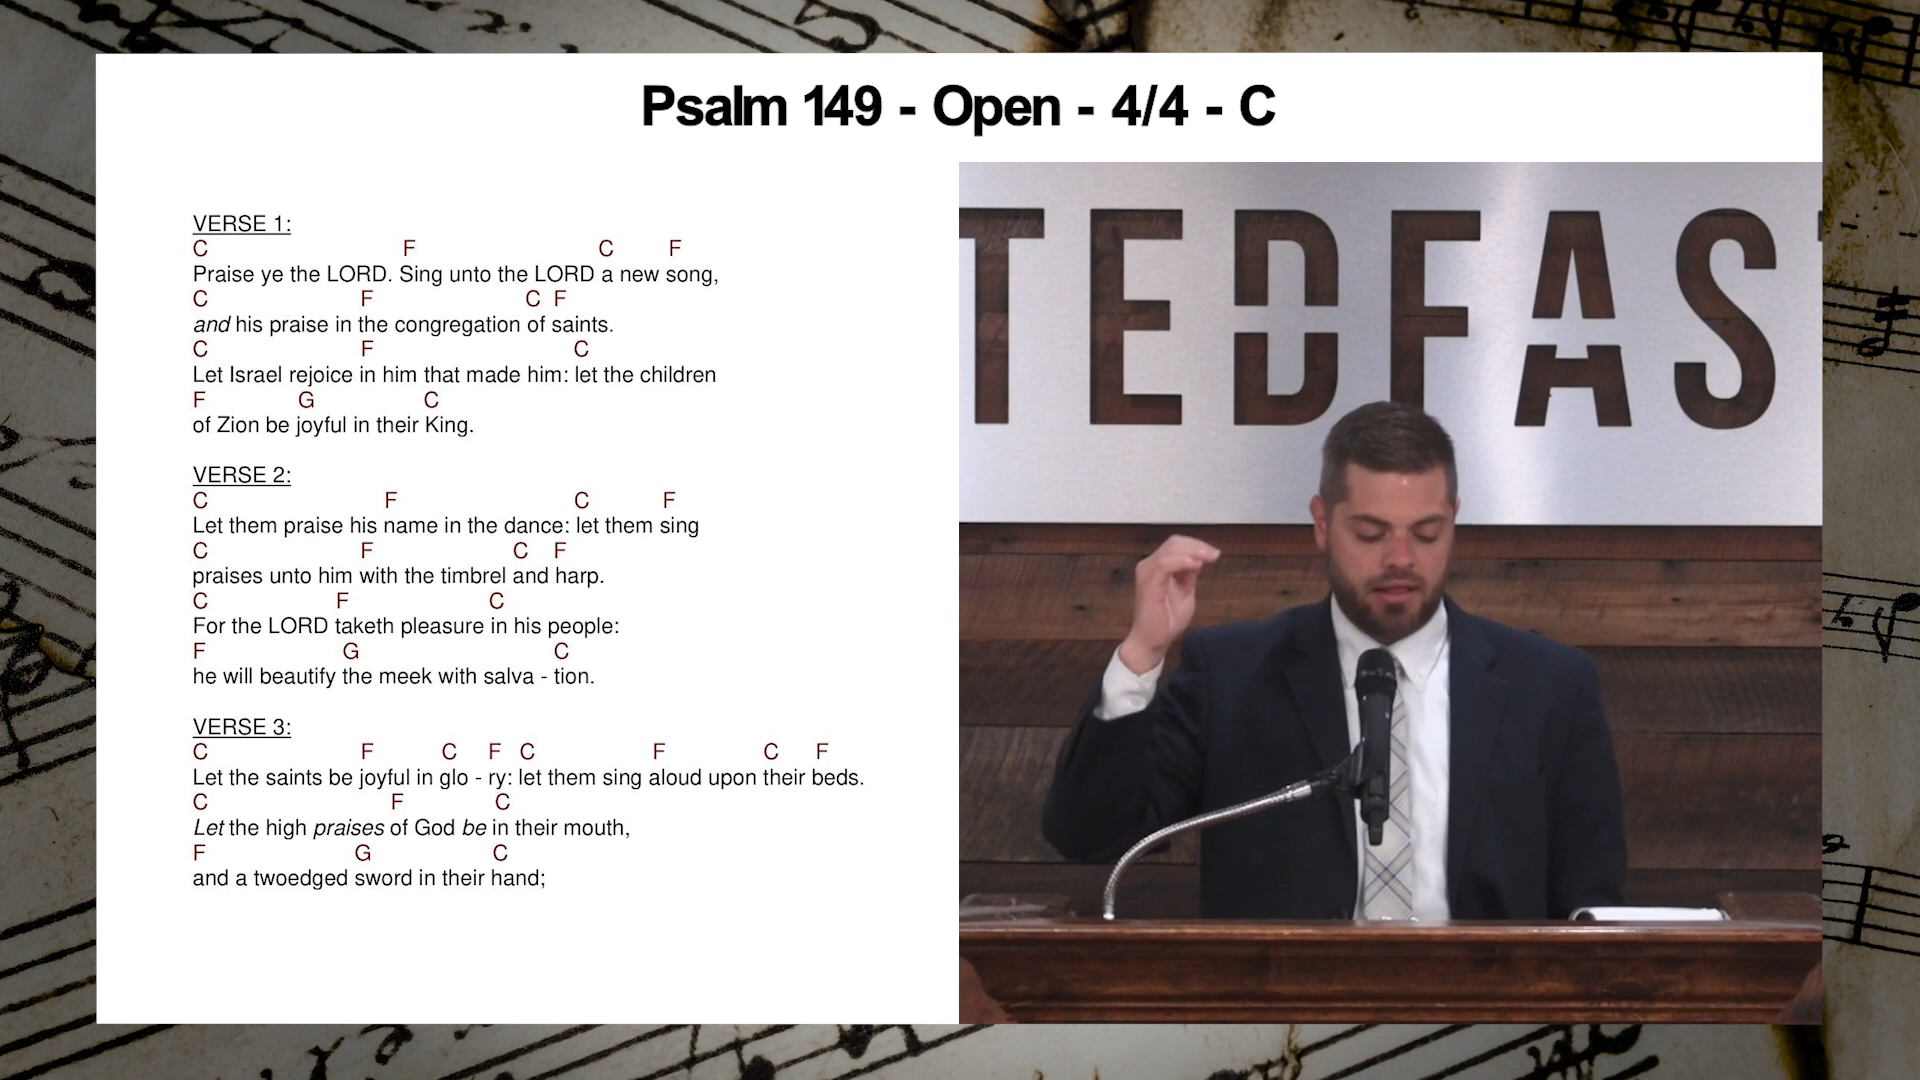 Psalm 149 - Open - 4/4 - C
VERSE 1:
C F C F
Praise ye the LORD. Sing unto the LORD a new song,
C F C F
and his praise in the congregation of saints.
C F C
Let Israel rejoice in him that made him: let the children
F G C
of Zion be joyful in their King.
VERSE 2:
C F C F
Let them praise his name in the dance: let them sing
C F C F
praises unto him with the timbrel and harp.
C F C
For the LORD taketh pleasure in his people:
F G C
he will beautify the meek with salva - tion.
VERSE 3:
C F C F C F C F
Let the saints be joyful in glo - ry: let them sing aloud upon their beds.
C F C
Let the high praises of God be in their mouth,
F G C
and a twoedged sword in their hand;
TEDFAS